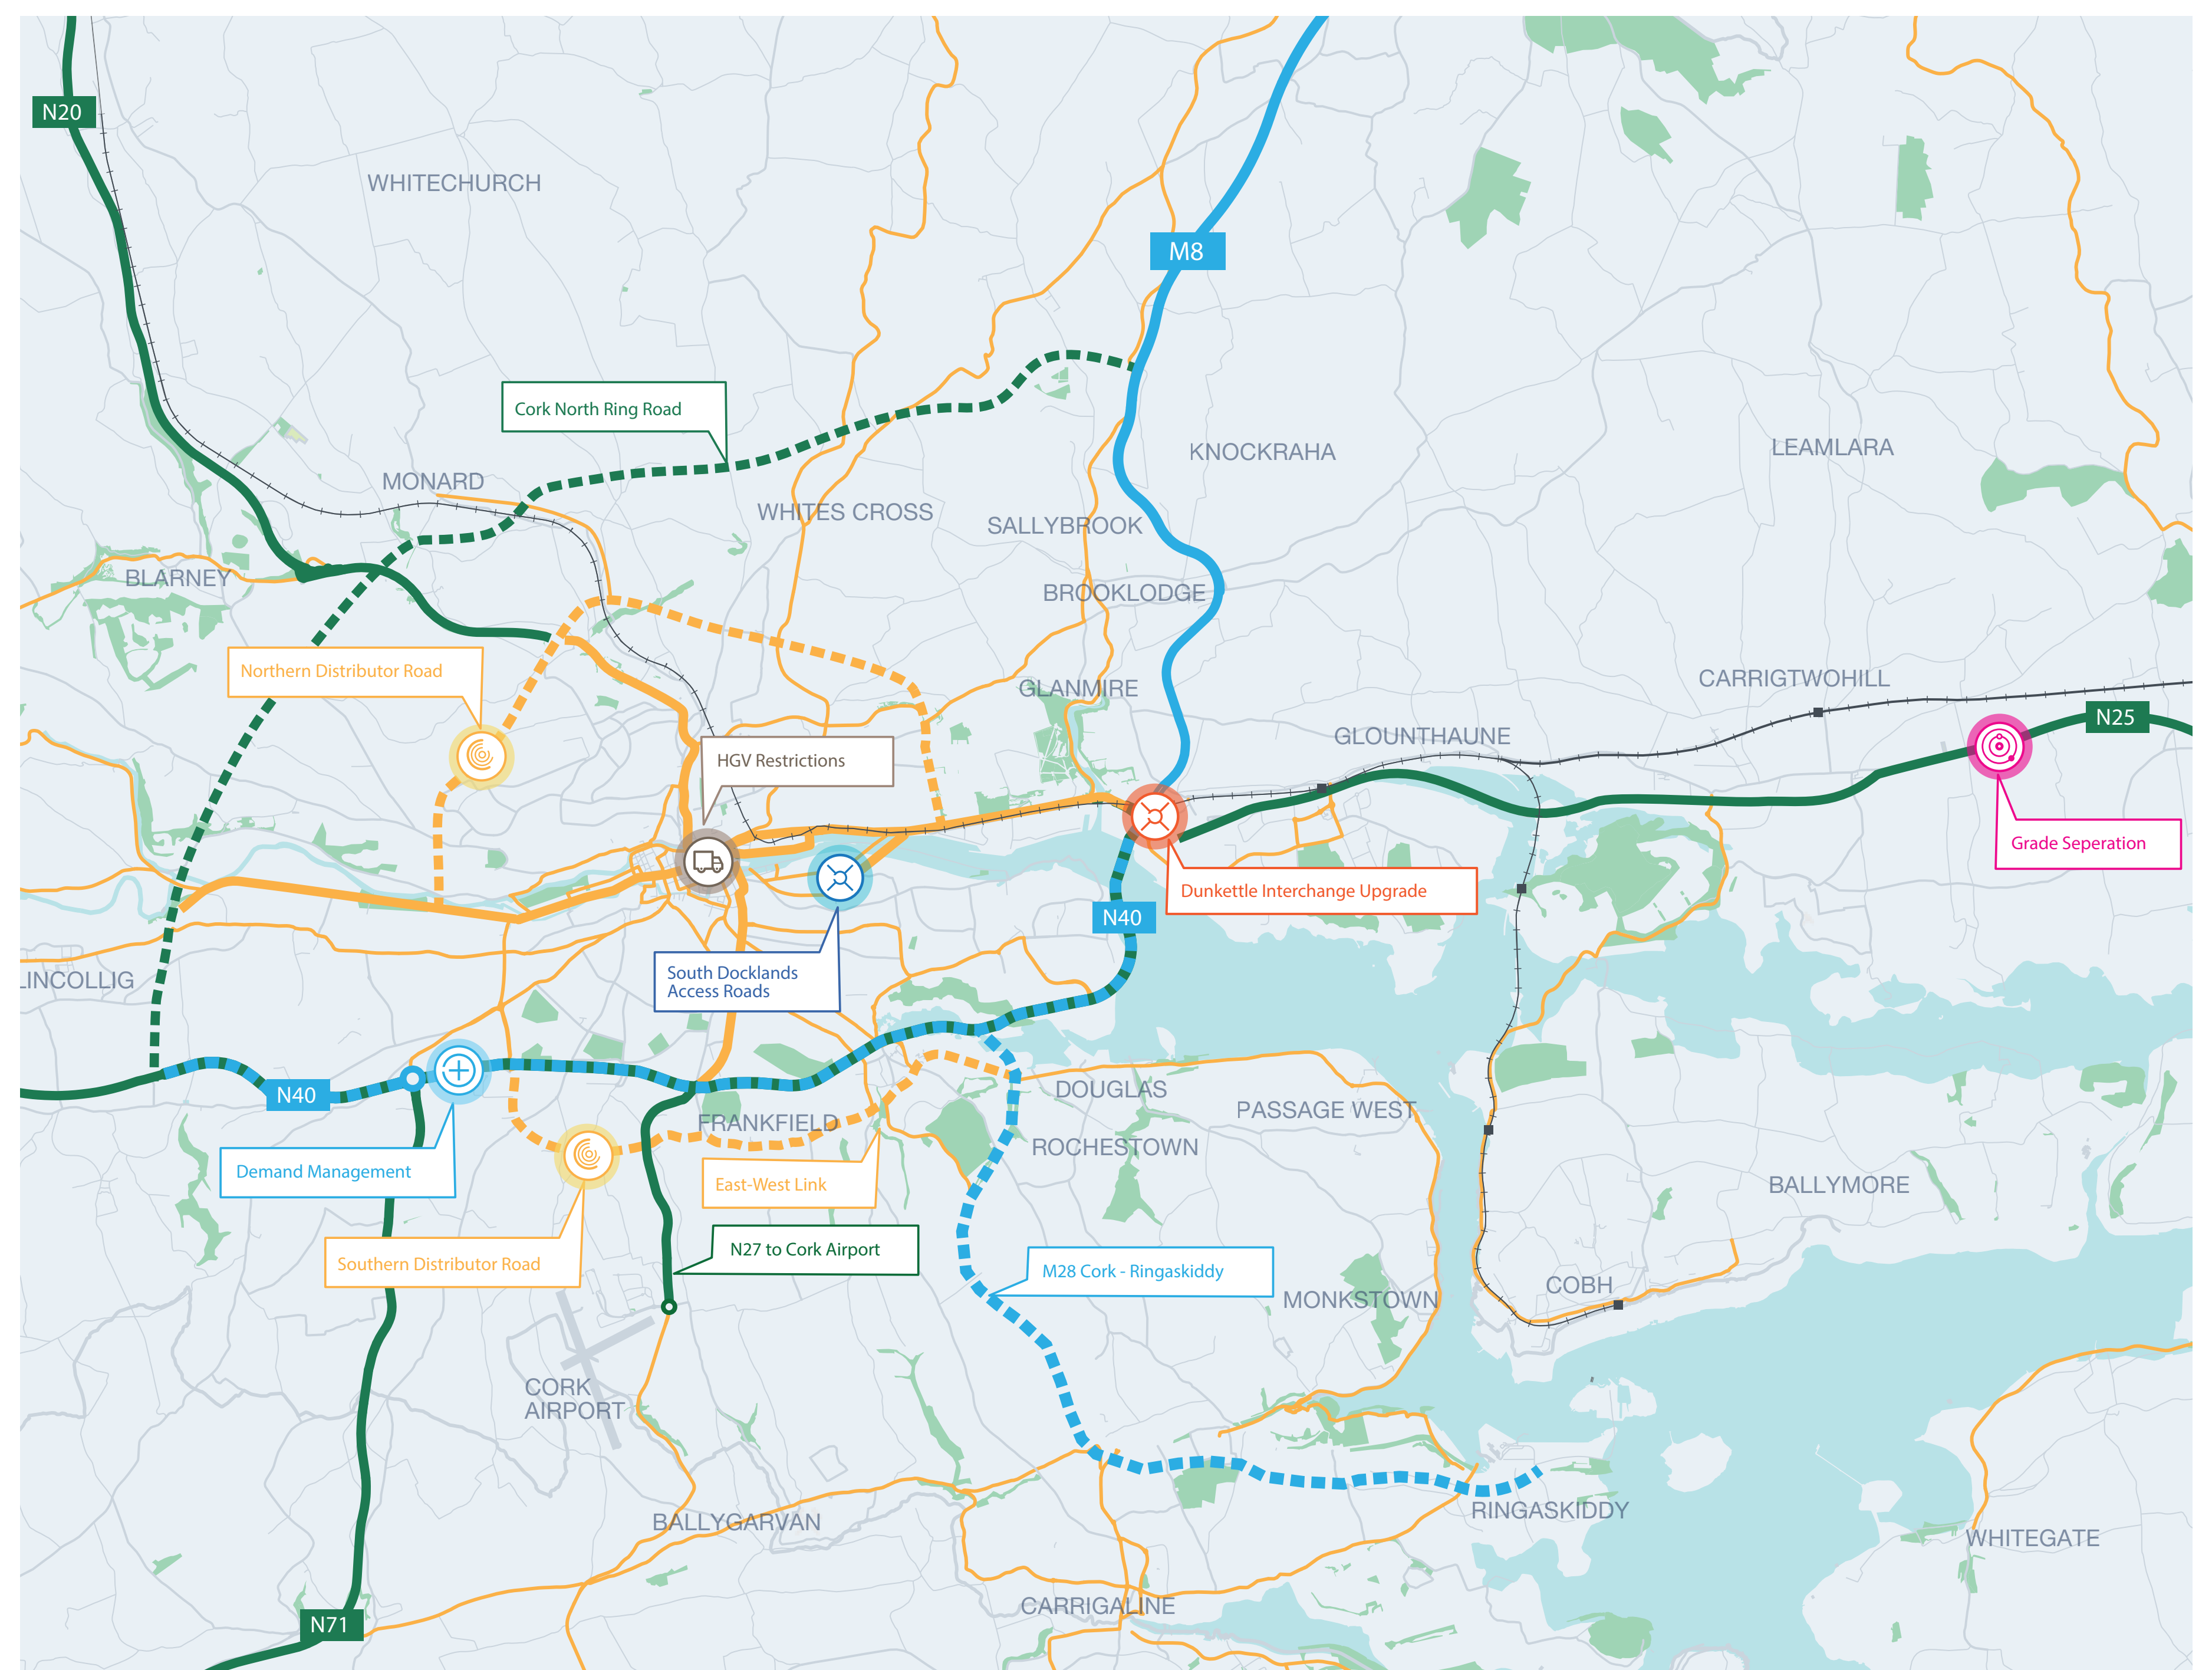 N20
WHITECHURCH
M8
Cork North Ring Road
KNOCKRAHA
LEAMLARA
MONARD
WHITES CROSS
SALLYBROOK
BLARNEY
BROOKLODGE
Northern Distributor Road
GLANMIRE
CARRIGTWOHILL
N25
GLOUNTHAUNE
HGV Restrictions
Grade Seperation
Dunkettle Interchange Upgrade
N40
South Docklands
Access Roads
LINCOLLIG
N40
DOUGLAS
PASSAGE WEST
FRANKFIELD
ROCHESTOWN
Demand Management
East-West Link
BALLYMORE
N27 to Cork Airport
Southern Distributor Road
M28 Cork - Ringaskiddy
COBH
MONKSTOWN
CORK
AIRPORT
RINGASKIDDY
BALLYGARVAN
WHITEGATE
CARRIGALINE
N71